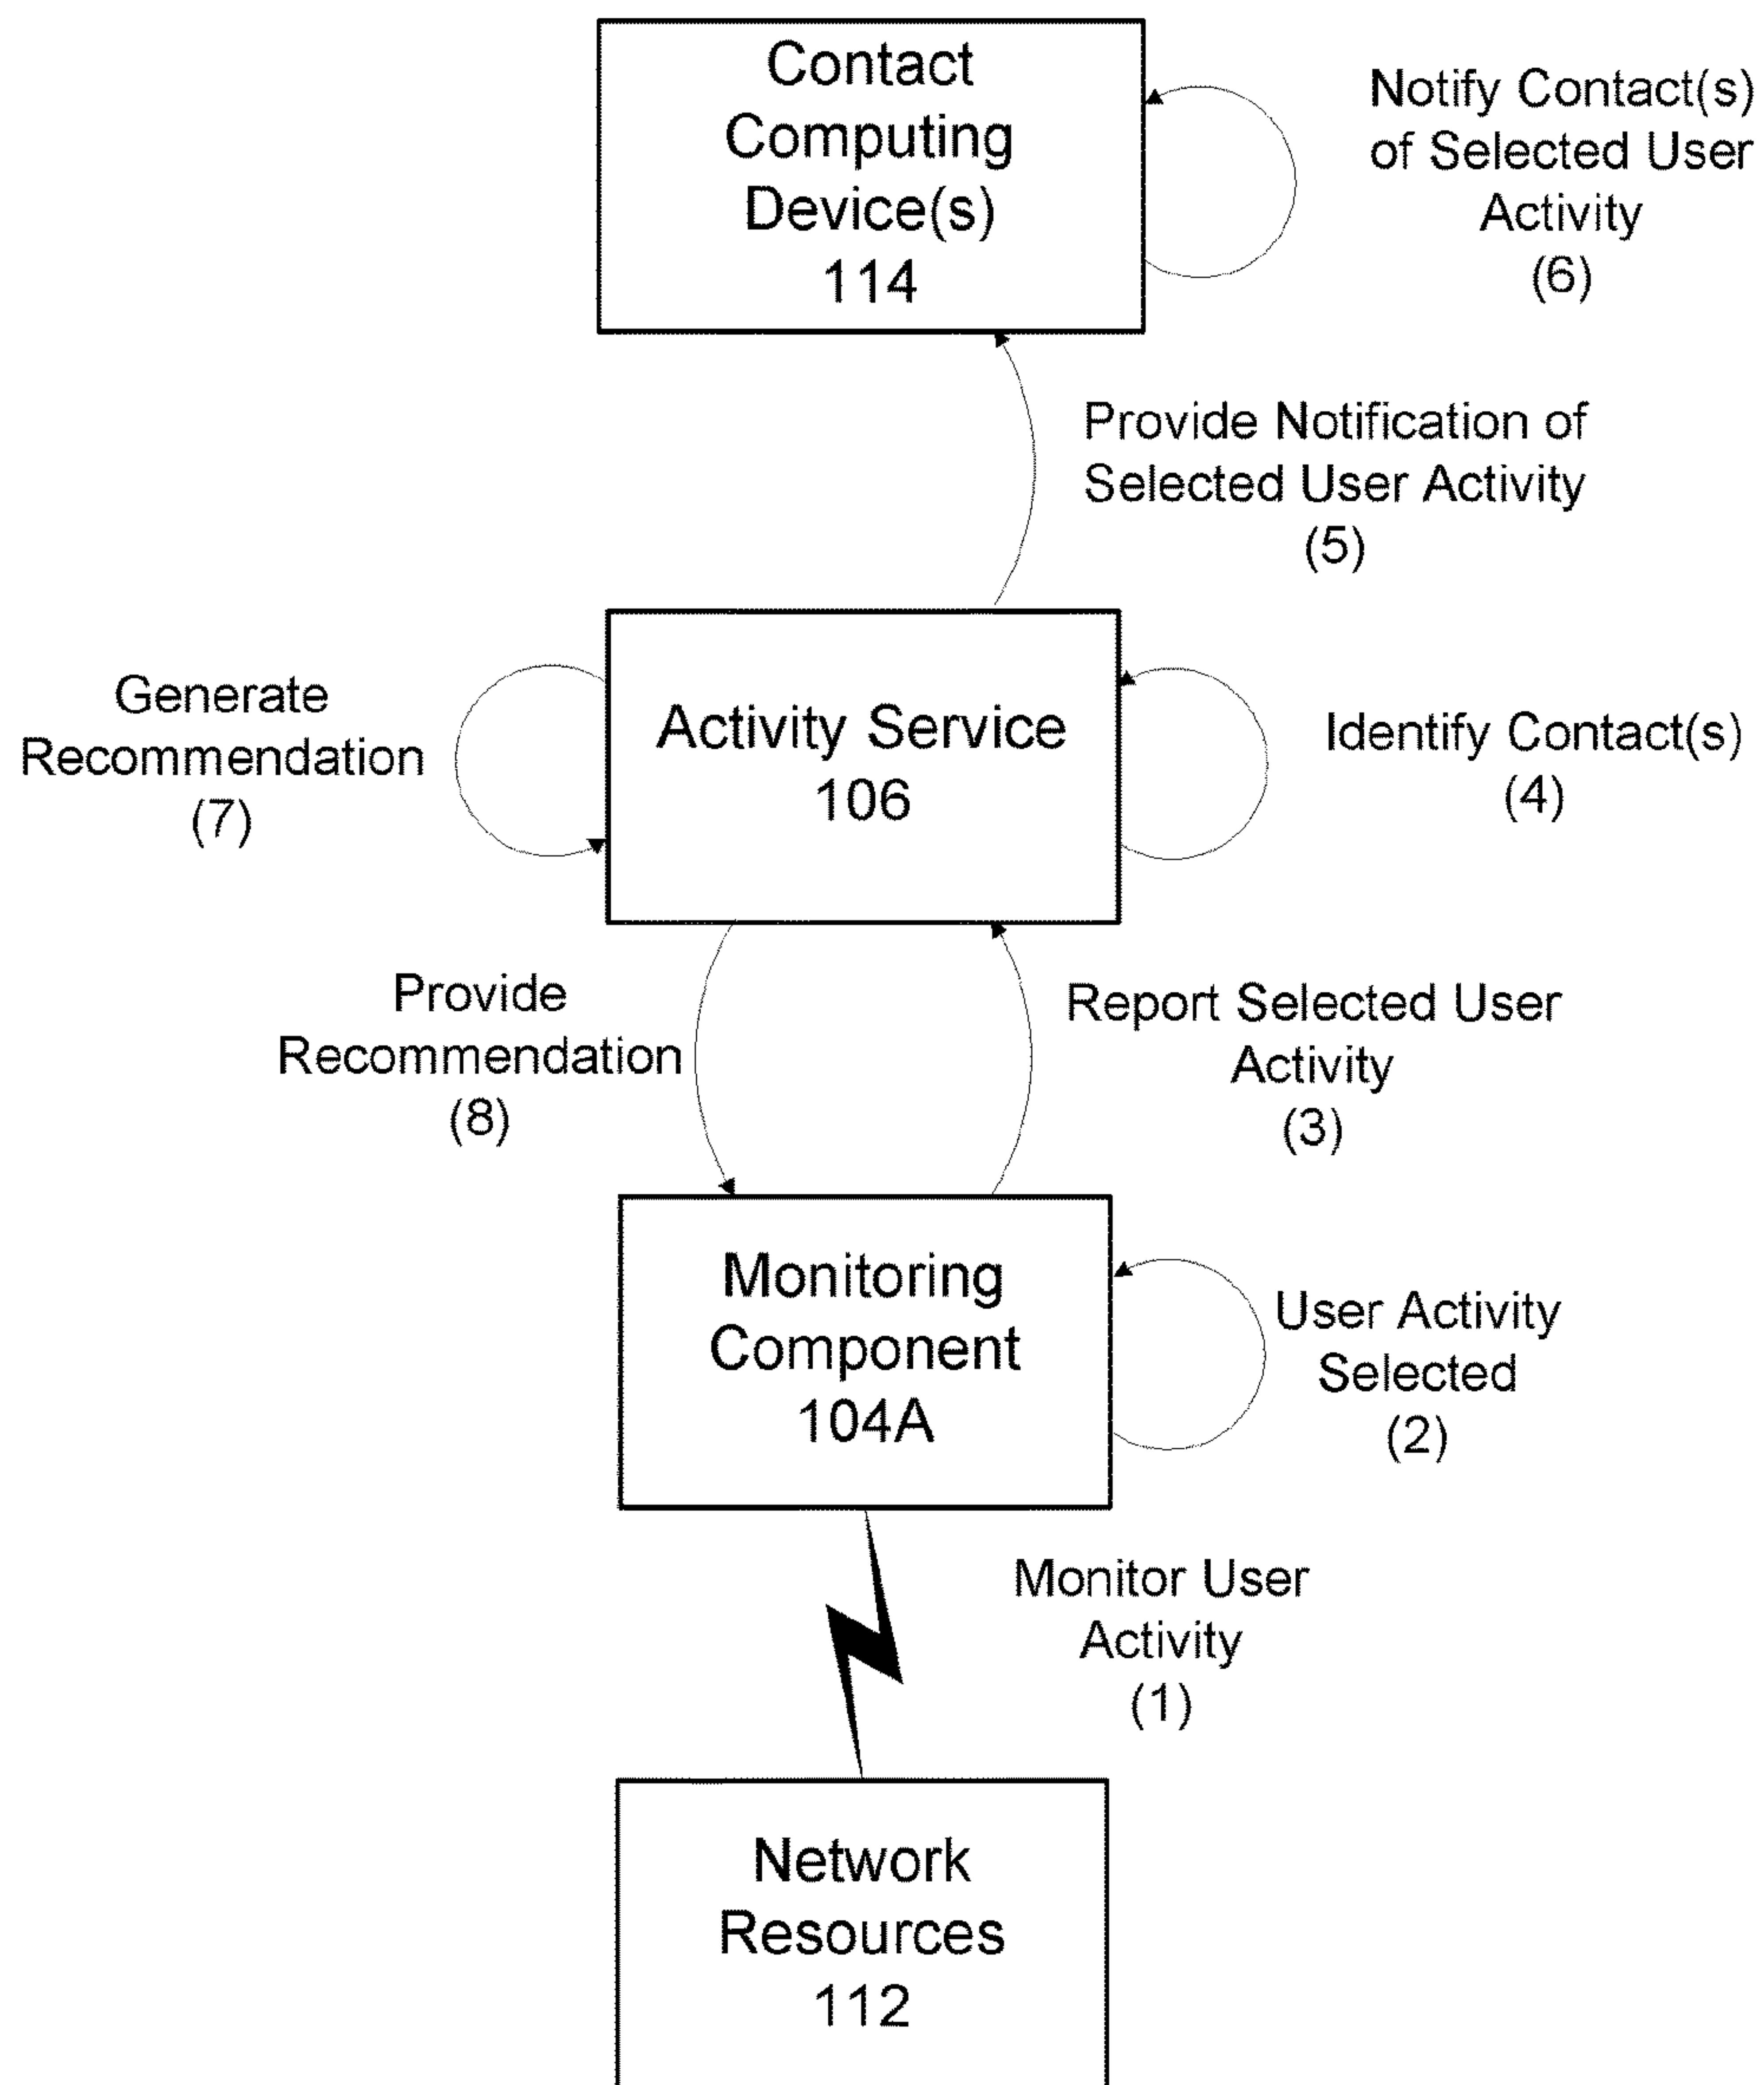 Contact
Computing
Device(s)
114
Notify Contact(s)
of Selected User
Activity
(6)
Provide Notification of
Selected User Activity
(5)
Generate
Recommendation
(7)
Activity Service
106
Identify Contact(s)
(4)
Provide
Recommendation
(8)
Report Selected User
Activity
(3)
Monitoring
Component
104A
User Activity
Selected
(2)
Monitor User
Activity
(1)
Network
Resources
112